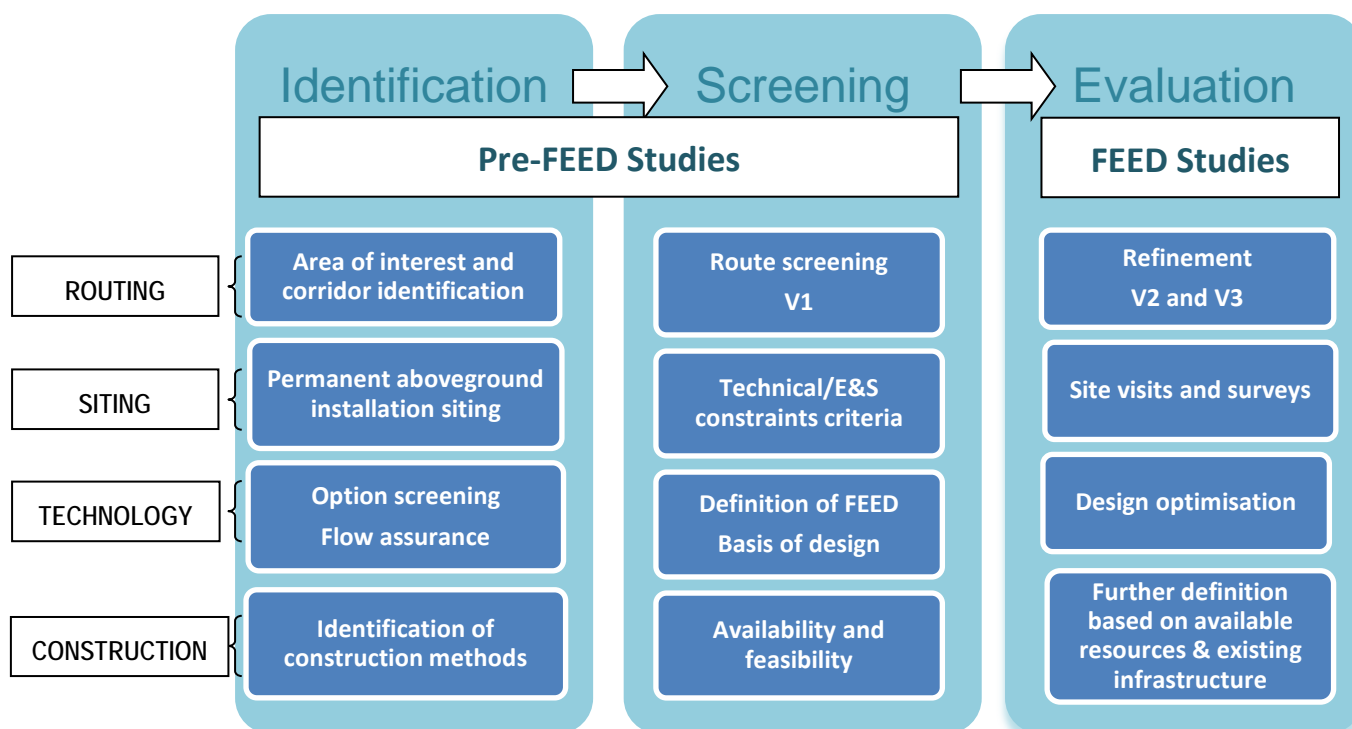 Identification
Screening
Evaluation
Pre-FEED Studies
FEED Studies
ROUTING
Area of interest and
corridor identification
Route screening
V1
Refinement
V2 and V3
SITING
Permanent aboveground
installation siting
Technical/E&S
constraints criteria
Site visits and surveys
TECHNOLOGY
Option screening
Flow assurance
Definition of FEED
Basis of design
Design optimisation
CONSTRUCTION
Identification of
construction methods
Availability and
feasibility
Further definition
based on available
resources & existing
infrastructure